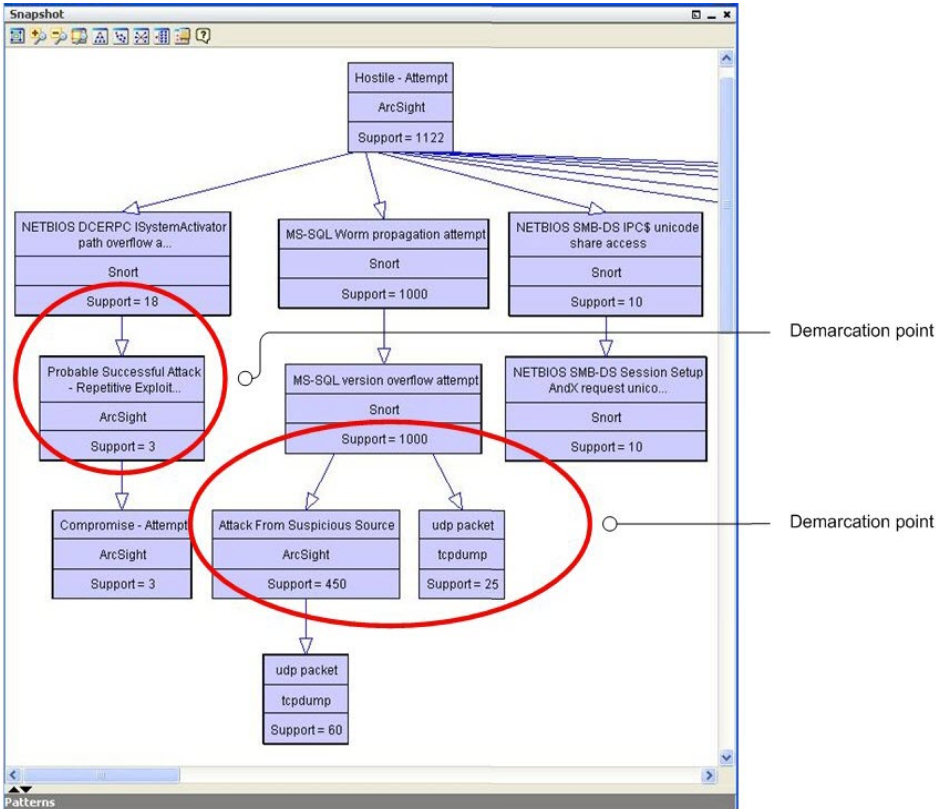 Snapshot
Hostile - Attempt
ArcSight
Support = 1122
NETBIOS DCERPC ISystemActivator
path overflow a...
Snort
Support = 18
MS-SQL Worm propagation attempt
Snort
Support = 1000
NETBIOS SMB-DS IPC$ unicode
share access
Snort
Support = 10
Demarcation point
Probable Successful Attack
- Repetitive Exploit...
ArcSight
Support = 3
MS-SQL version overflow attempt
Snort
Support = 1000
NETBIOS SMB-DS Session Setup
AndX request unico...
Snort
Support = 10
Compromise - Attempt
ArcSight
Support = 3
Attack From Suspicious Source
ArcSight
Support = 450
udp packet
tcpdump
Support = 25
Demarcation point
udp packet
tcpdump
Support = 60
Patterns